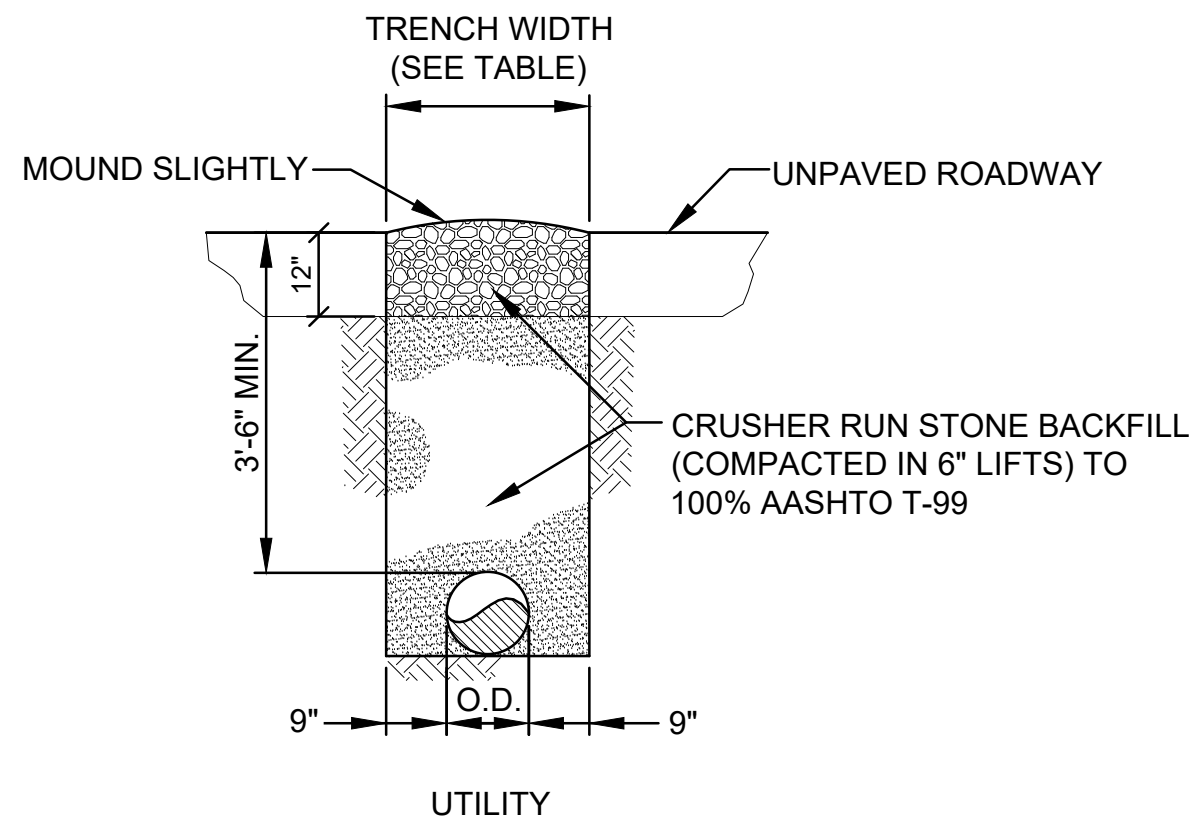 TRENCH WIDTH
(SEE TABLE)
MOUND SLIGHTLY
UNPAVED ROADWAY
12"
3'-6" MIN.
CRUSHER RUN STONE BACKFILL
(COMPACTED IN 6" LIFTS) TO
100% AASHTO T-99
9"
O.D.
9"
UTILITY